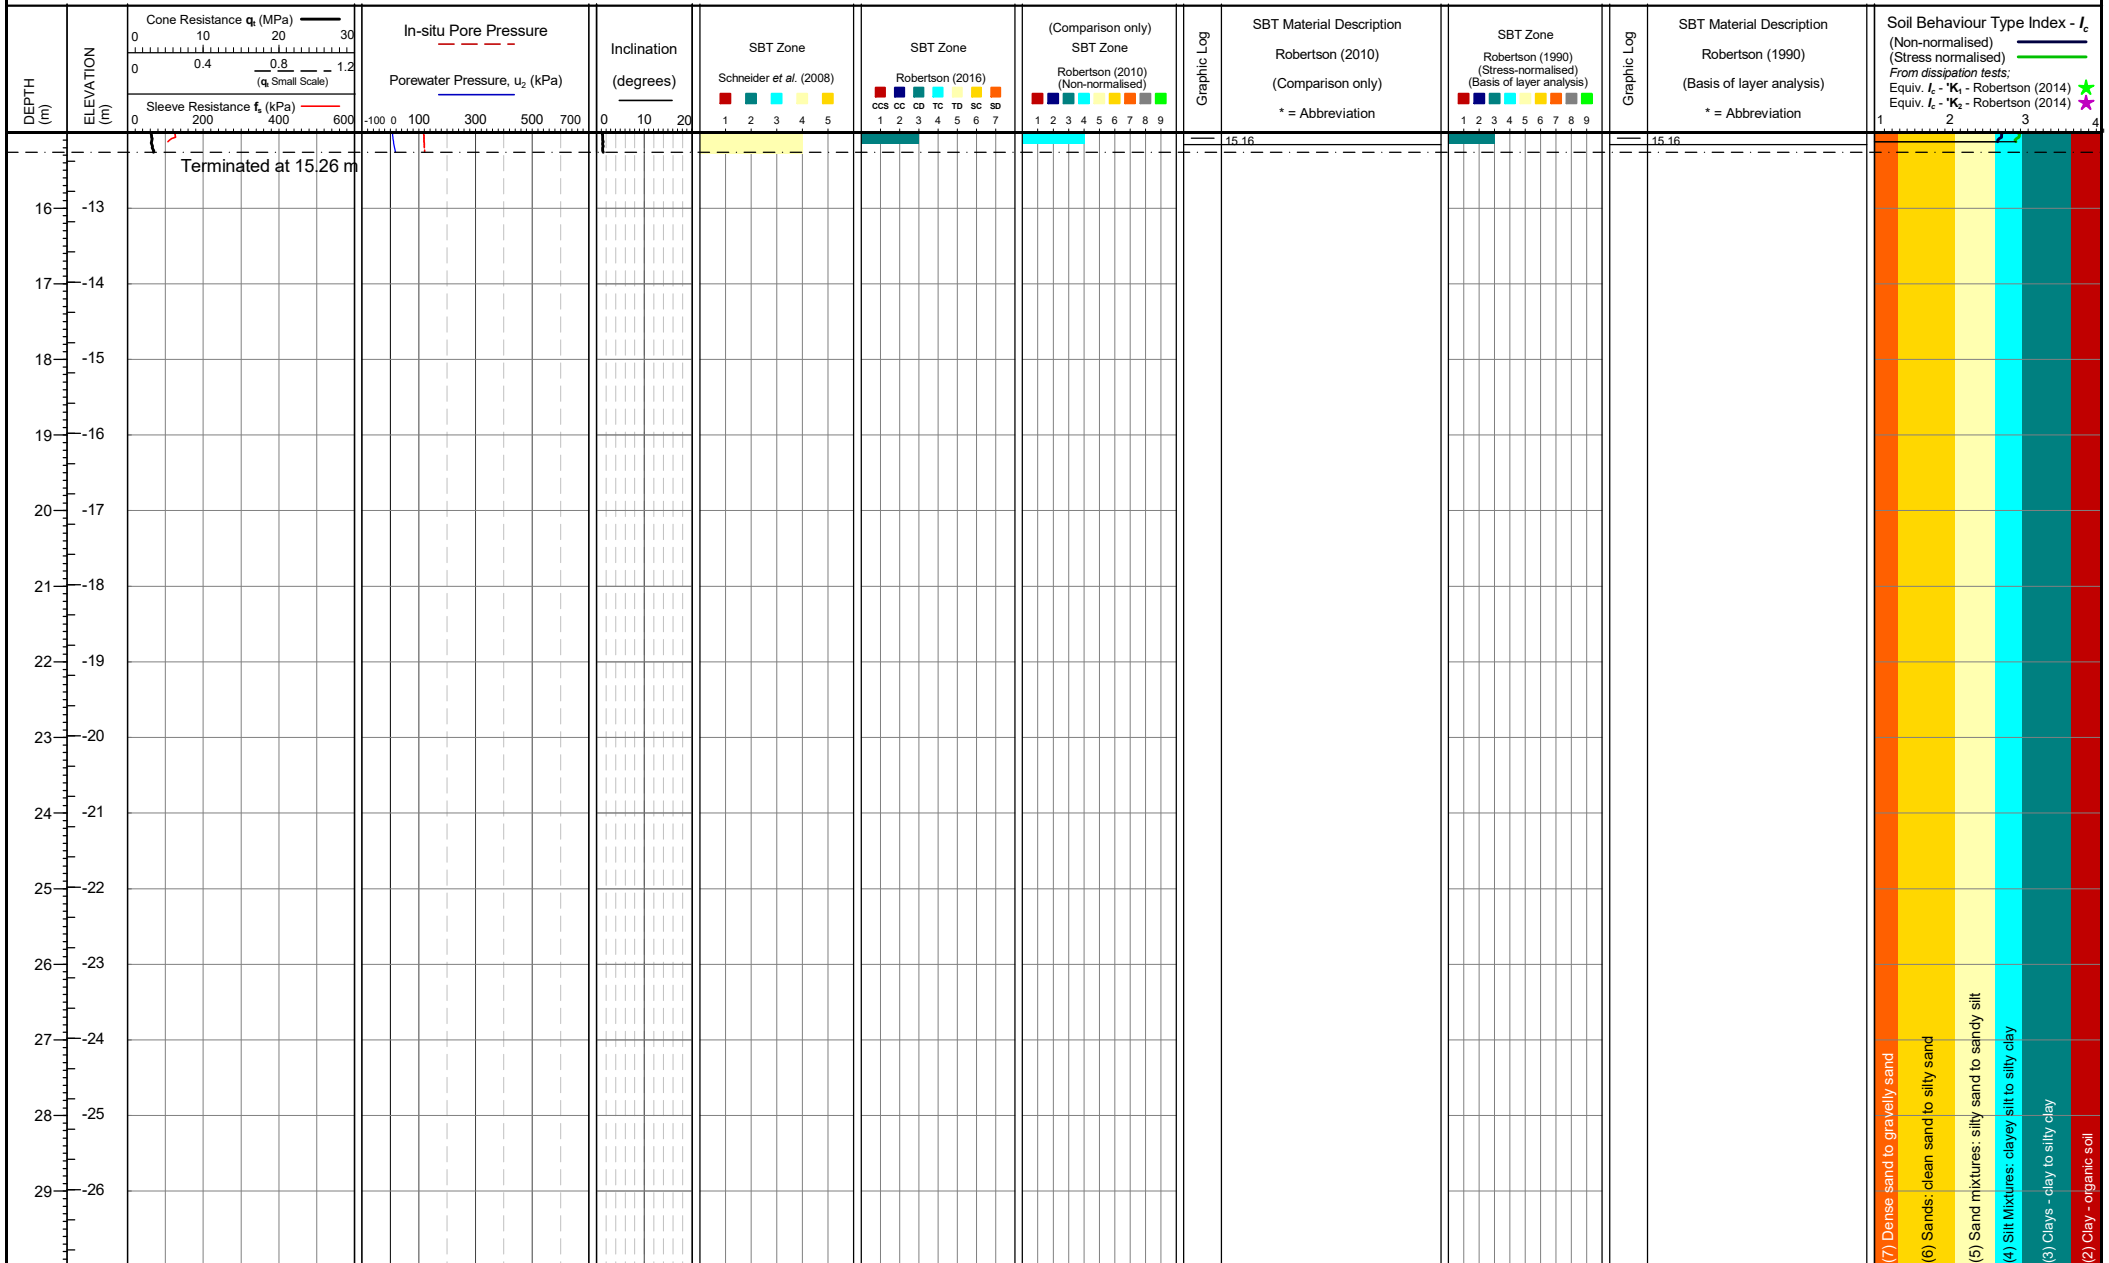 DEPTH
(m)
ELEVATION
(m)
Cone Resistance qt (MPa)
0 10 20 30
0 0.4 0.8 1.2
(qt Small Scale)
Sleeve Resistance fs (kPa)
0 200 400 600
In-situ Pore Pressure
Porewater Pressure, u2 (kPa)
-100 0 100 300 500 700
Inclination
(degrees)
0 10 20
SBT Zone
Schneider et al. (2008)
1 2 3 4 5
SBT Zone
Robertson (2016)
CCS CC CD TC TD SC SD
1 2 3 4 5 6 7
(Comparison only)
SBT Zone
Robertson (2010)
(Non-normalised)
1 2 3 4 5 6 7 8 9
Graphic Log
SBT Material Description
Robertson (2010)
(Comparison only)
* = Abbreviation
SBT Zone
Robertson (1990)
(Stress-normalised)
(Basis of layer analysis)
1 2 3 4 5 6 7 8 9
Graphic Log
SBT Material Description
Robertson (1990)
(Basis of layer analysis)
* = Abbreviation
Soil Behaviour Type Index - Ic
(Non-normalised)
(Stress normalised)
From dissipation tests;
Equiv. Ic - 'K1 - Robertson (2014)
Equiv. Ic - 'K2 - Robertson (2014)
1 2 3 4
15.16
15.16
Terminated at 15.26 m
16 -13
17 -14
18 -15
19 -16
20 -17
21 -18
22 -19
23 -20
24 -21
25 -22
26 -23
27 -24
28 -25
29 -26
(7) Dense sand to gravelly sand
(6) Sands: clean sand to silty sand
(5) Sand mixtures: silty sand to sandy silt
(4) Silt Mixtures: clayey silt to silty clay
(3) Clays - clay to silty clay
(2) Clay - organic soil